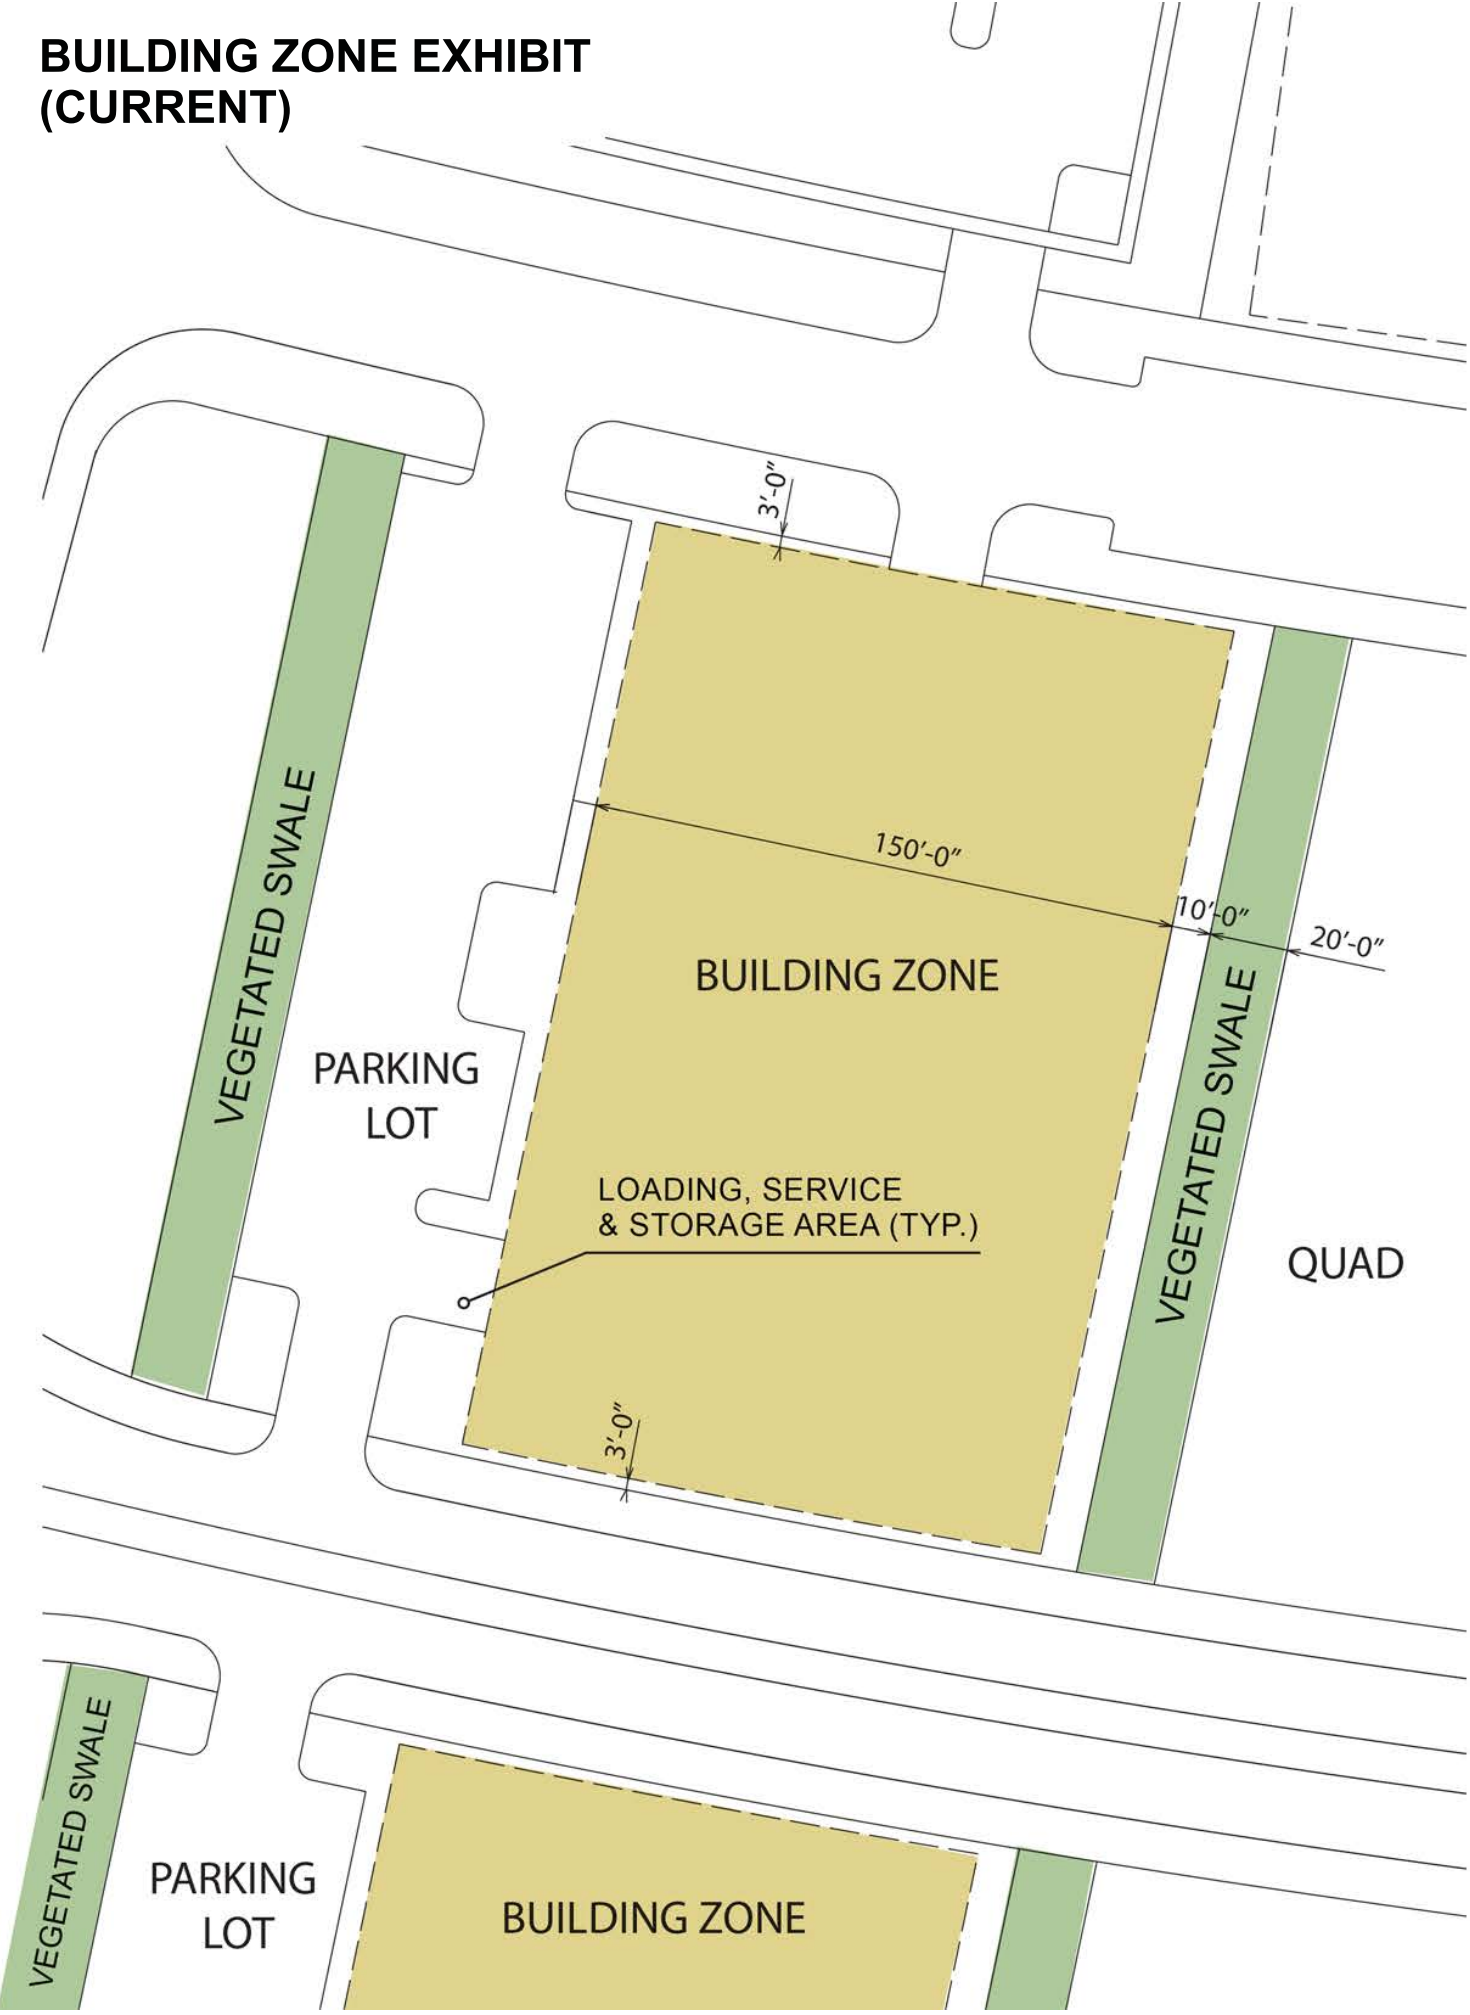 BUILDING ZONE EXHIBIT
(CURRENT)
3'-0"
150'-0"
10'-0"
20'-0"
VEGETATED SWALE
BUILDING ZONE
PARKING
LOT
VEGETATED SWALE
LOADING, SERVICE
& STORAGE AREA (TYP.)
QUAD
3'-0"
VEGETATED SWALE
PARKING
LOT
BUILDING ZONE